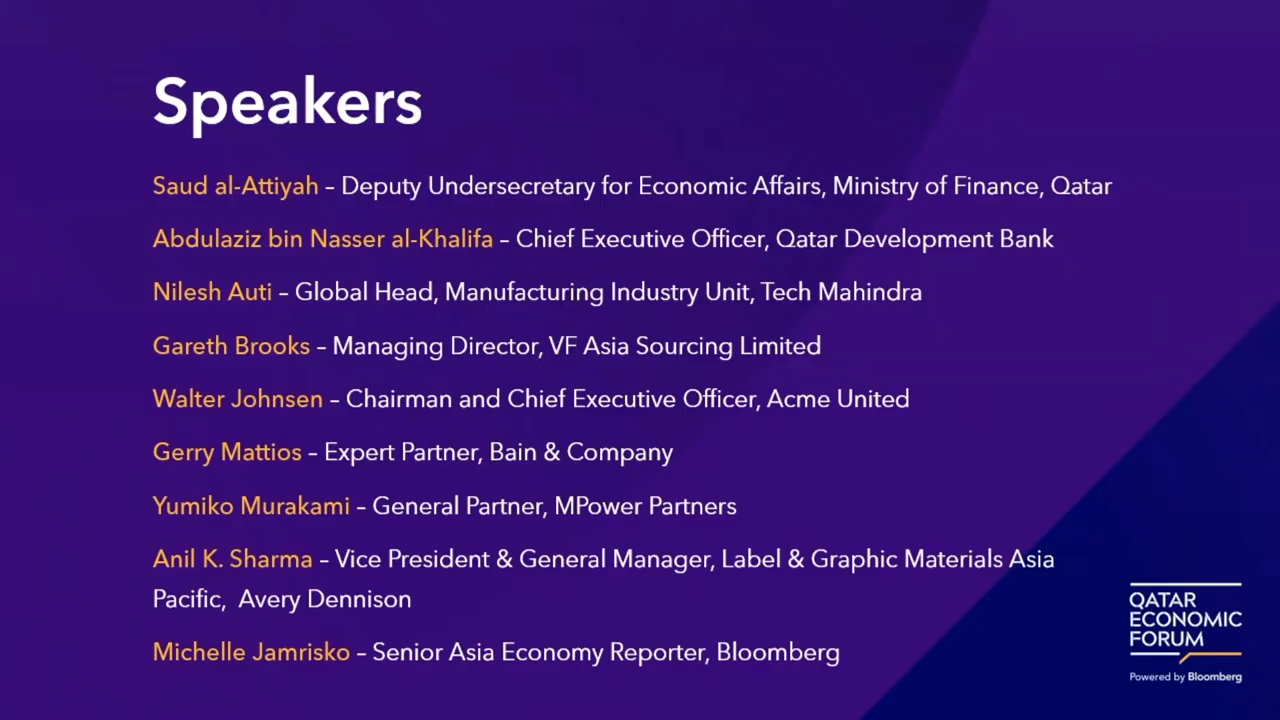 Speakers
Saud al-Attiyah – Deputy Undersecretary for Economic Affairs, Ministry of Finance, Qatar
Abdulaziz bin Nasser al-Khalifa – Chief Executive Officer, Qatar Development Bank
Nilesh Auti – Global Head, Manufacturing Industry Unit, Tech Mahindra
Gareth Brooks – Managing Director, VF Asia Sourcing Limited
Walter Johnsen – Chairman and Chief Executive Officer, Acme United
Gerry Mattios – Expert Partner, Bain & Company
Yumiko Murakami – General Partner, MPower Partners
Anil K. Sharma – Vice President & General Manager, Label & Graphic Materials Asia
Pacific,  Avery Dennison
Michelle Jamrisko – Senior Asia Economy Reporter, Bloomberg
QATAR
ECONOMIC
FORUM
Powered by Bloomberg